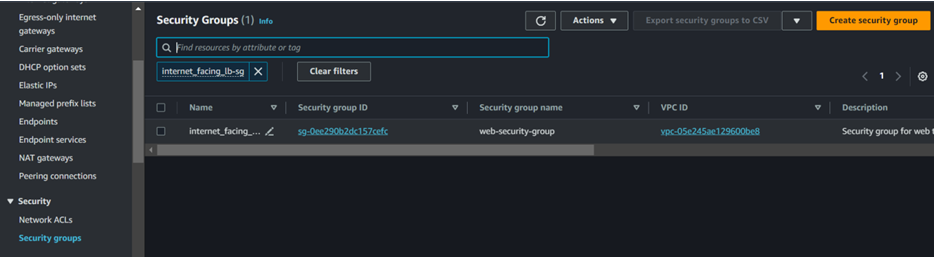 Egress-only internet
gateways
Carrier gateways
DHCP option sets
Elastic IPs
Managed prefix lists
Endpoints
Endpoint services
NAT gateways
Peering connections
Security
Network ACLs
Security groups
Security Groups (1) Info
Actions
Export security groups to CSV
Create security group
Find resources by attribute or tag
internet_facing_lb-sg
Clear filters
1
Name Security group ID Security group name VPC ID Description
internet_facing_... sg-0ee290b2dc157cefc web-security-group vpc-05e245ae129600be8 Security group for web t